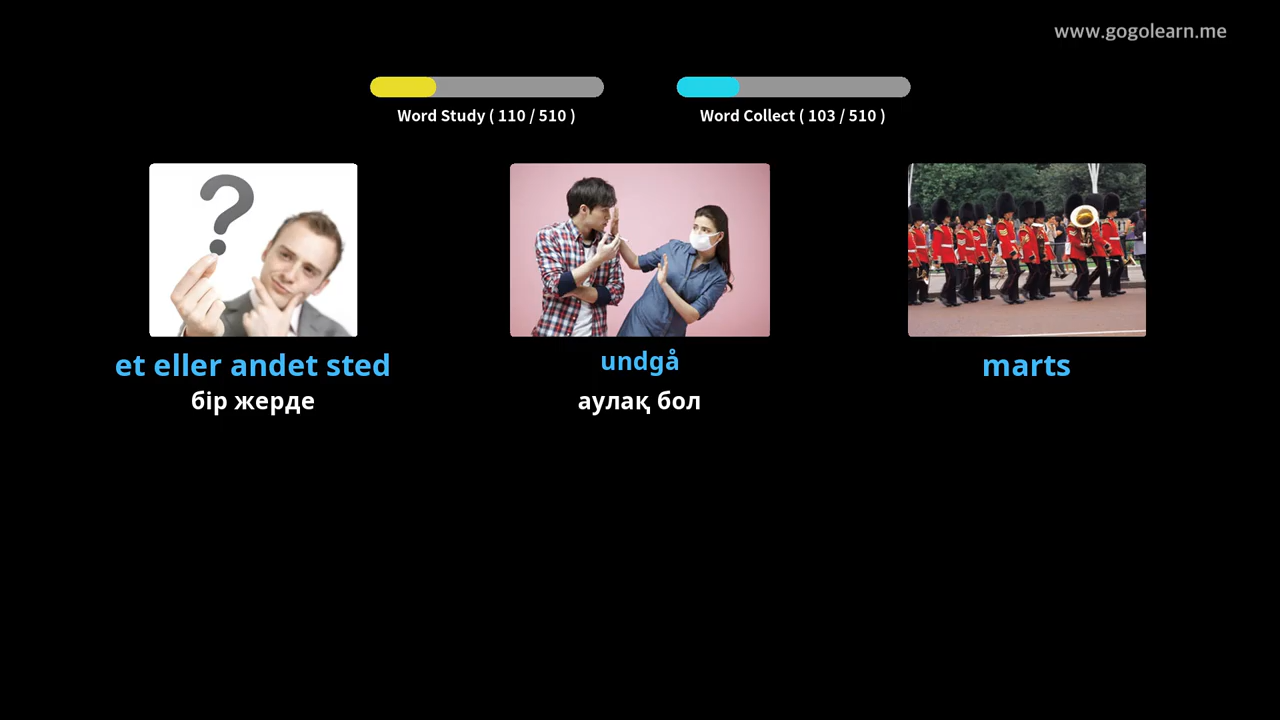 www.gogolearn.me
Word Study ( 110 / 510 )
Word Collect ( 103 / 510 )
et eller andet sted
бір жерде
undgå
аулақ бол
marts